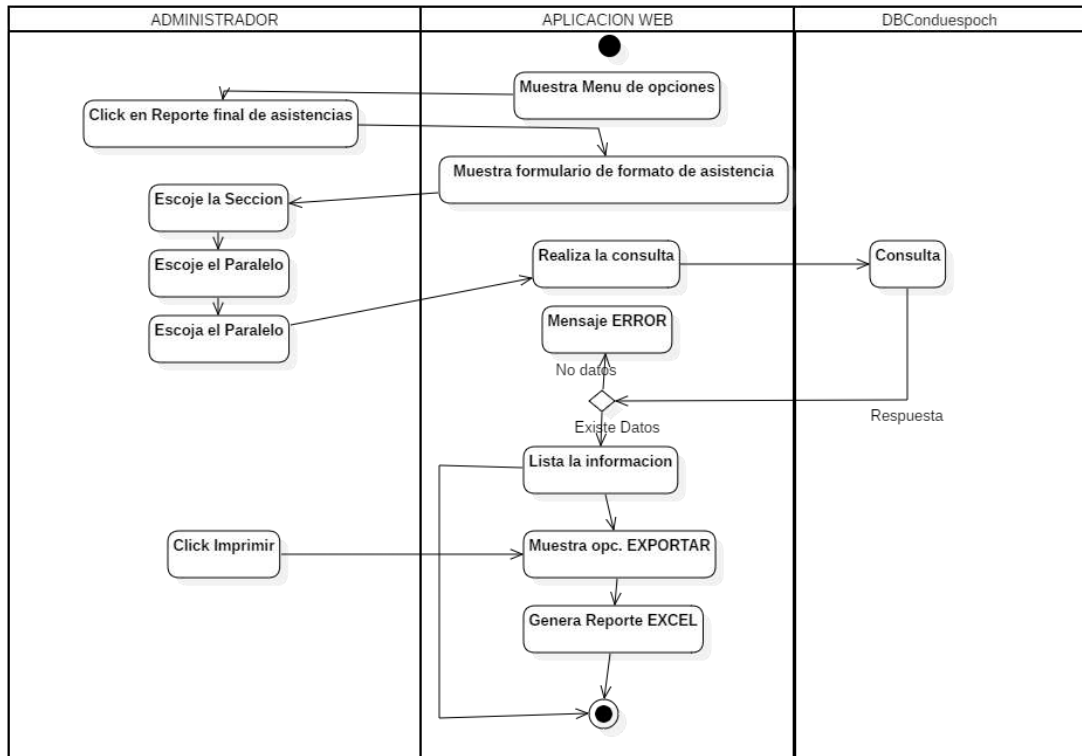 ADMINISTRADOR
APLICACION WEB
DBConduespoch
Muestra Menu de opciones
Click en Reporte final de asistencias
Muestra formulario de formato de asistencia
Escoje la Seccion
Escoje el Paralelo
Realiza la consulta
Consulta
Escoja el Paralelo
Mensaje ERROR
No datos
Respuesta
Existe Datos
Lista la informacion
Click Imprimir
Muestra opc. EXPORTAR
Genera Reporte EXCEL